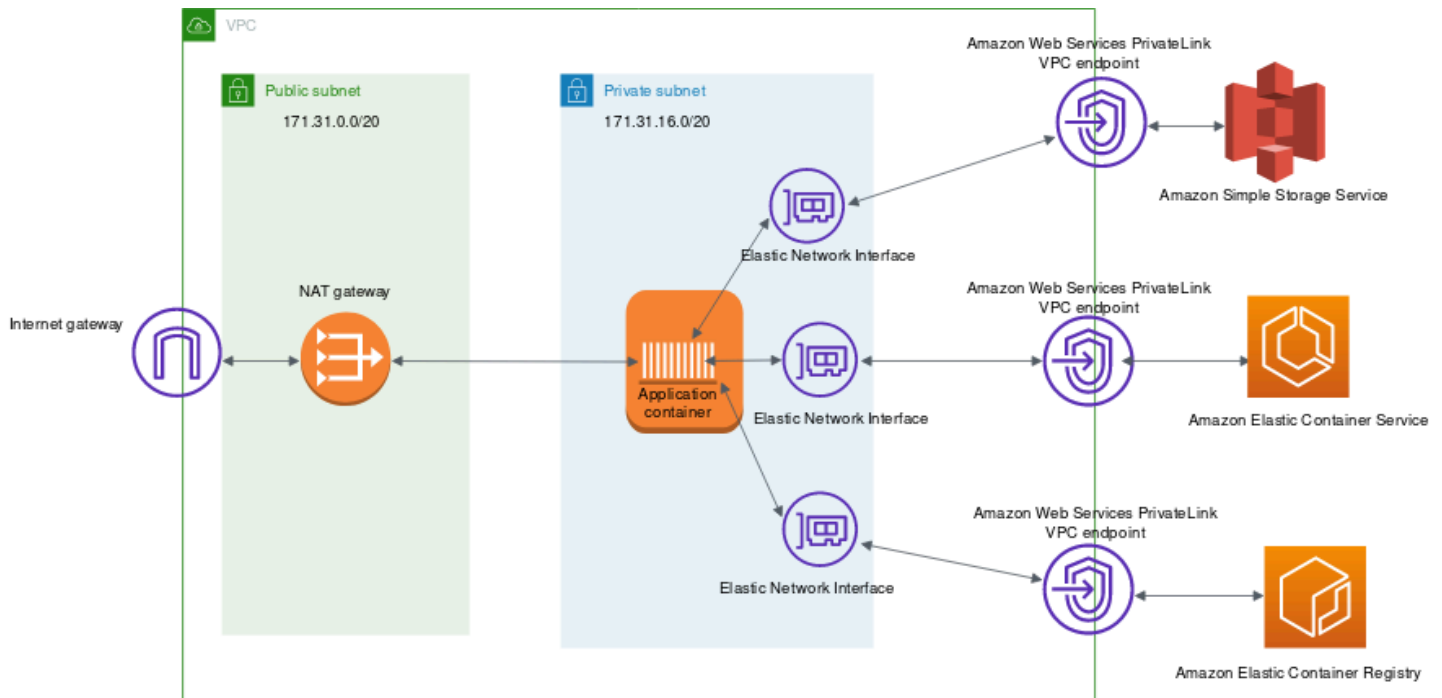 VPC
Public subnet
171.31.0.0/20
Private subnet
171.31.16.0/20
Amazon Web Services PrivateLink
VPC endpoint
Amazon Simple Storage Service
Elastic Network Interface
Internet gateway
NAT gateway
Application
container
Elastic Network Interface
Amazon Web Services PrivateLink
VPC endpoint
Amazon Elastic Container Service
Elastic Network Interface
Amazon Web Services PrivateLink
VPC endpoint
Amazon Elastic Container Registry